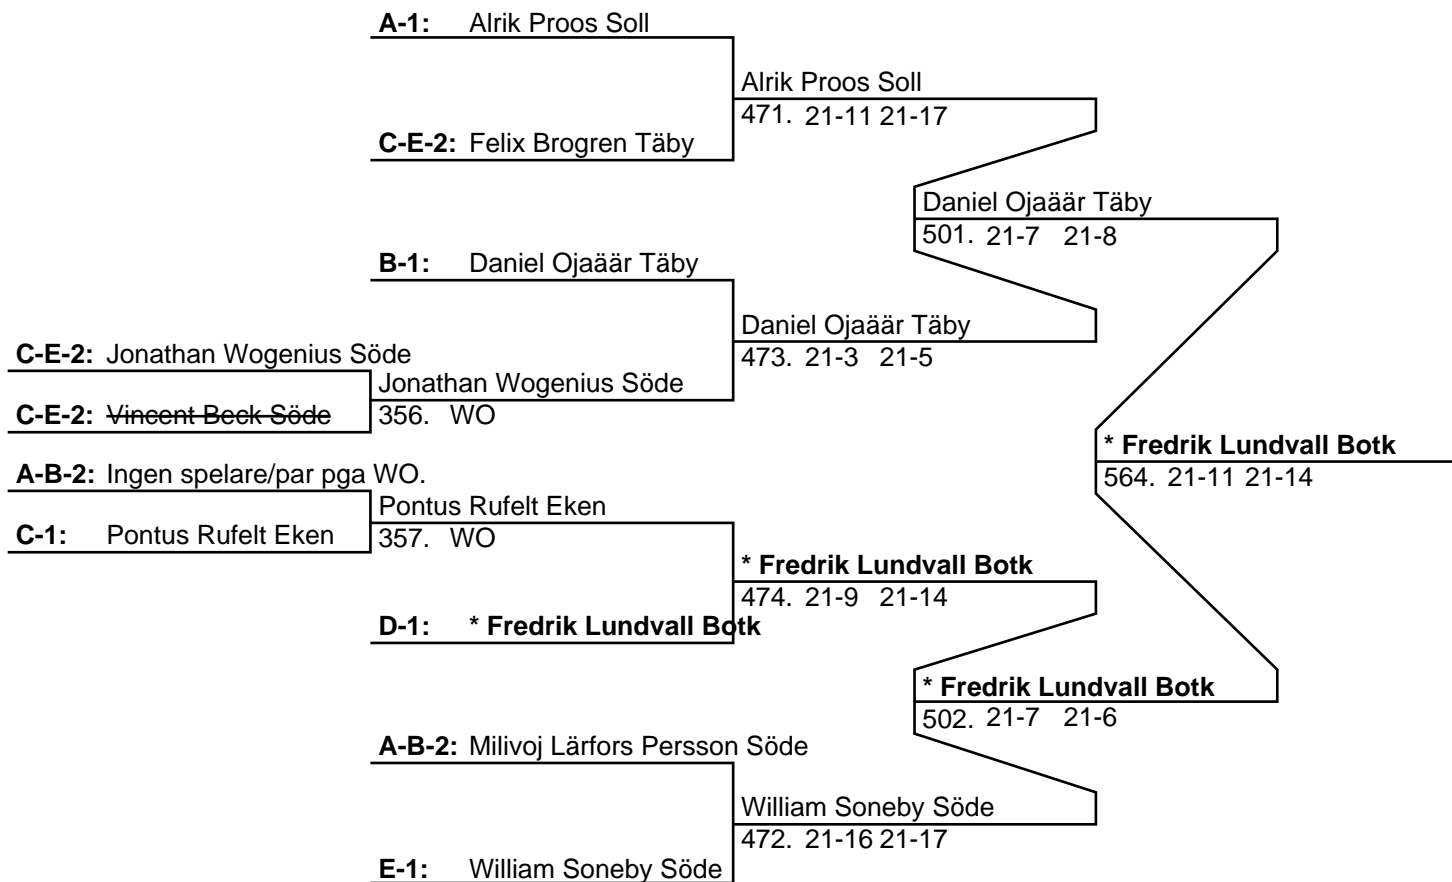 A-1: Alrik Proos Soll
Alrik Proos Soll
471. 21-11 21-17
C-E-2: Felix Brogren Täby
Daniel Ojaäär Täby
501. 21-7 21-8
B-1: Daniel Ojaäär Täby
Daniel Ojaäär Täby
473. 21-3 21-5
C-E-2: Jonathan Wogenius Söde
Jonathan Wogenius Söde
356. WO
C-E-2: Vincent Beck Söde
* Fredrik Lundvall Botk
564. 21-11 21-14
A-B-2: Ingen spelare/par pga WO.
Pontus Rufelt Eken
357. WO
C-1: Pontus Rufelt Eken
* Fredrik Lundvall Botk
474. 21-9 21-14
D-1: * Fredrik Lundvall Botk
* Fredrik Lundvall Botk
502. 21-7 21-6
A-B-2: Milivoj Lärfors Persson Söde
William Soneby Söde
472. 21-16 21-17
E-1: William Soneby Söde